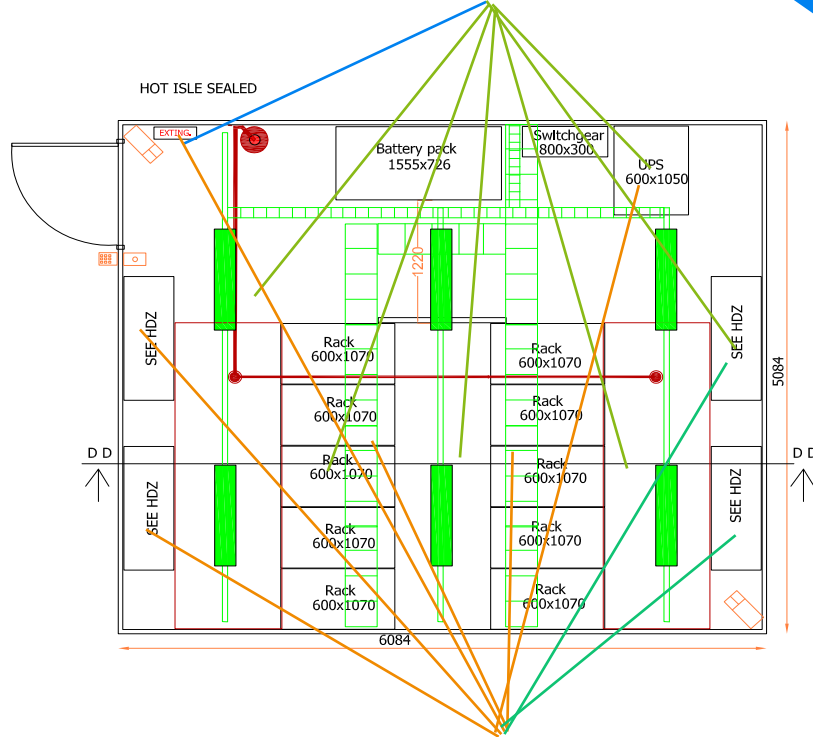 HOT ISLE SEALED
EXTING.
Battery pack
1555x726
Switchgear
800x300
UPS
600x1050
1220
SEE HDZ
SEE HDZ
Rack
600x1070
Rack
600x1070
5084
Rack
600x1070
Rack
600x1070
D D
D D
Rack
600x1070
Rack
600x1070
SEE HDZ
SEE HDZ
Rack
600x1070
Rack
600x1070
Rack
600x1070
Rack
600x1070
6084